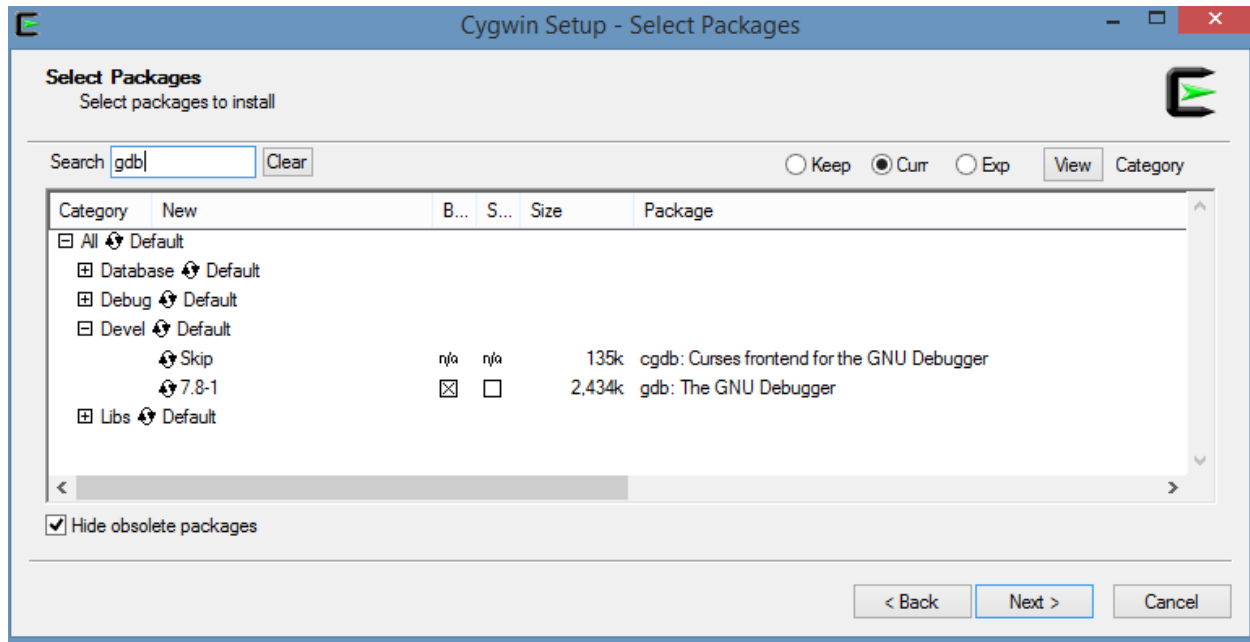 Cygwin Setup - Select Packages
Select Packages
Select packages to install
Search gdb Clear Keep Curr Exp View Category
Category New B... S... Size Package
All Default
Database Default
Debug Default
Devel Default
Skip n/a n/a 135k cgdb: Curses frontend for the GNU Debugger
7.8-1 2,434k gdb: The GNU Debugger
Libs Default
Hide obsolete packages
< Back Next > Cancel